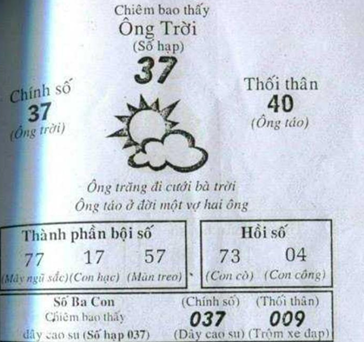 Chiêm bao thấy
Ông Trời
(Số hạp)
37
Chính số
37
(Ông trời)
Thối thân
40
(Ông táo)
Ông trăng đi cưới bà trời
Ông táo ở đời một vợ hai ông
Thành phần bội số
77 17 57
(Mây ngũ sắc) (Con hạc) (Màn treo)
Hồi số
73 04
(Con cò) (Con công)
Số Ba Con
Chiêm bao thấy
dây cao su (Số hạp 037)
(Chính số) (Thối thân)
037 009
(Dây cao su) (Trộm xe đạp)